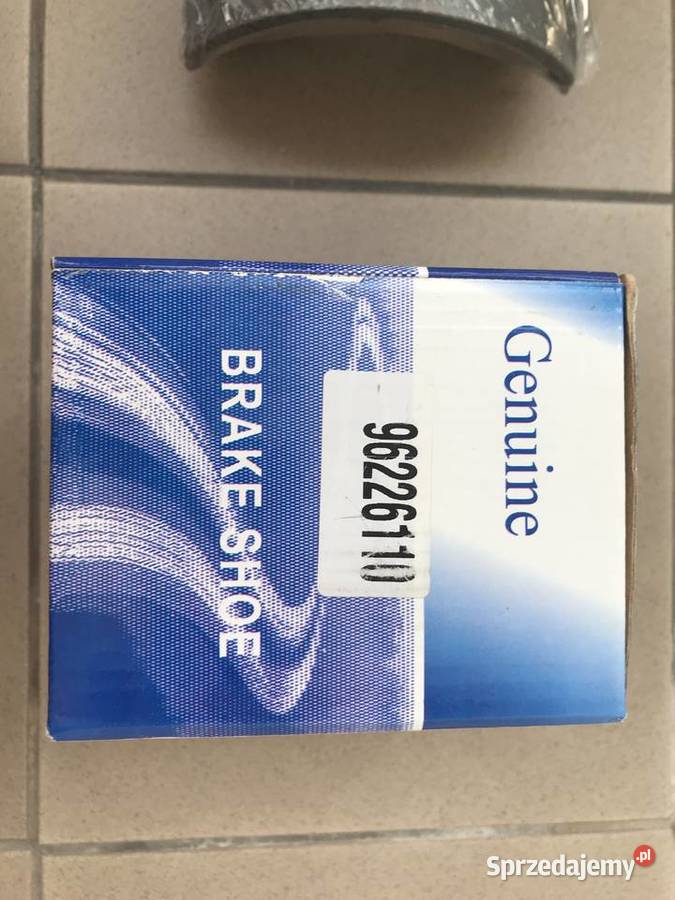 Genuine
96226110
BRAKE SHOE
Sprzedajemy.pl